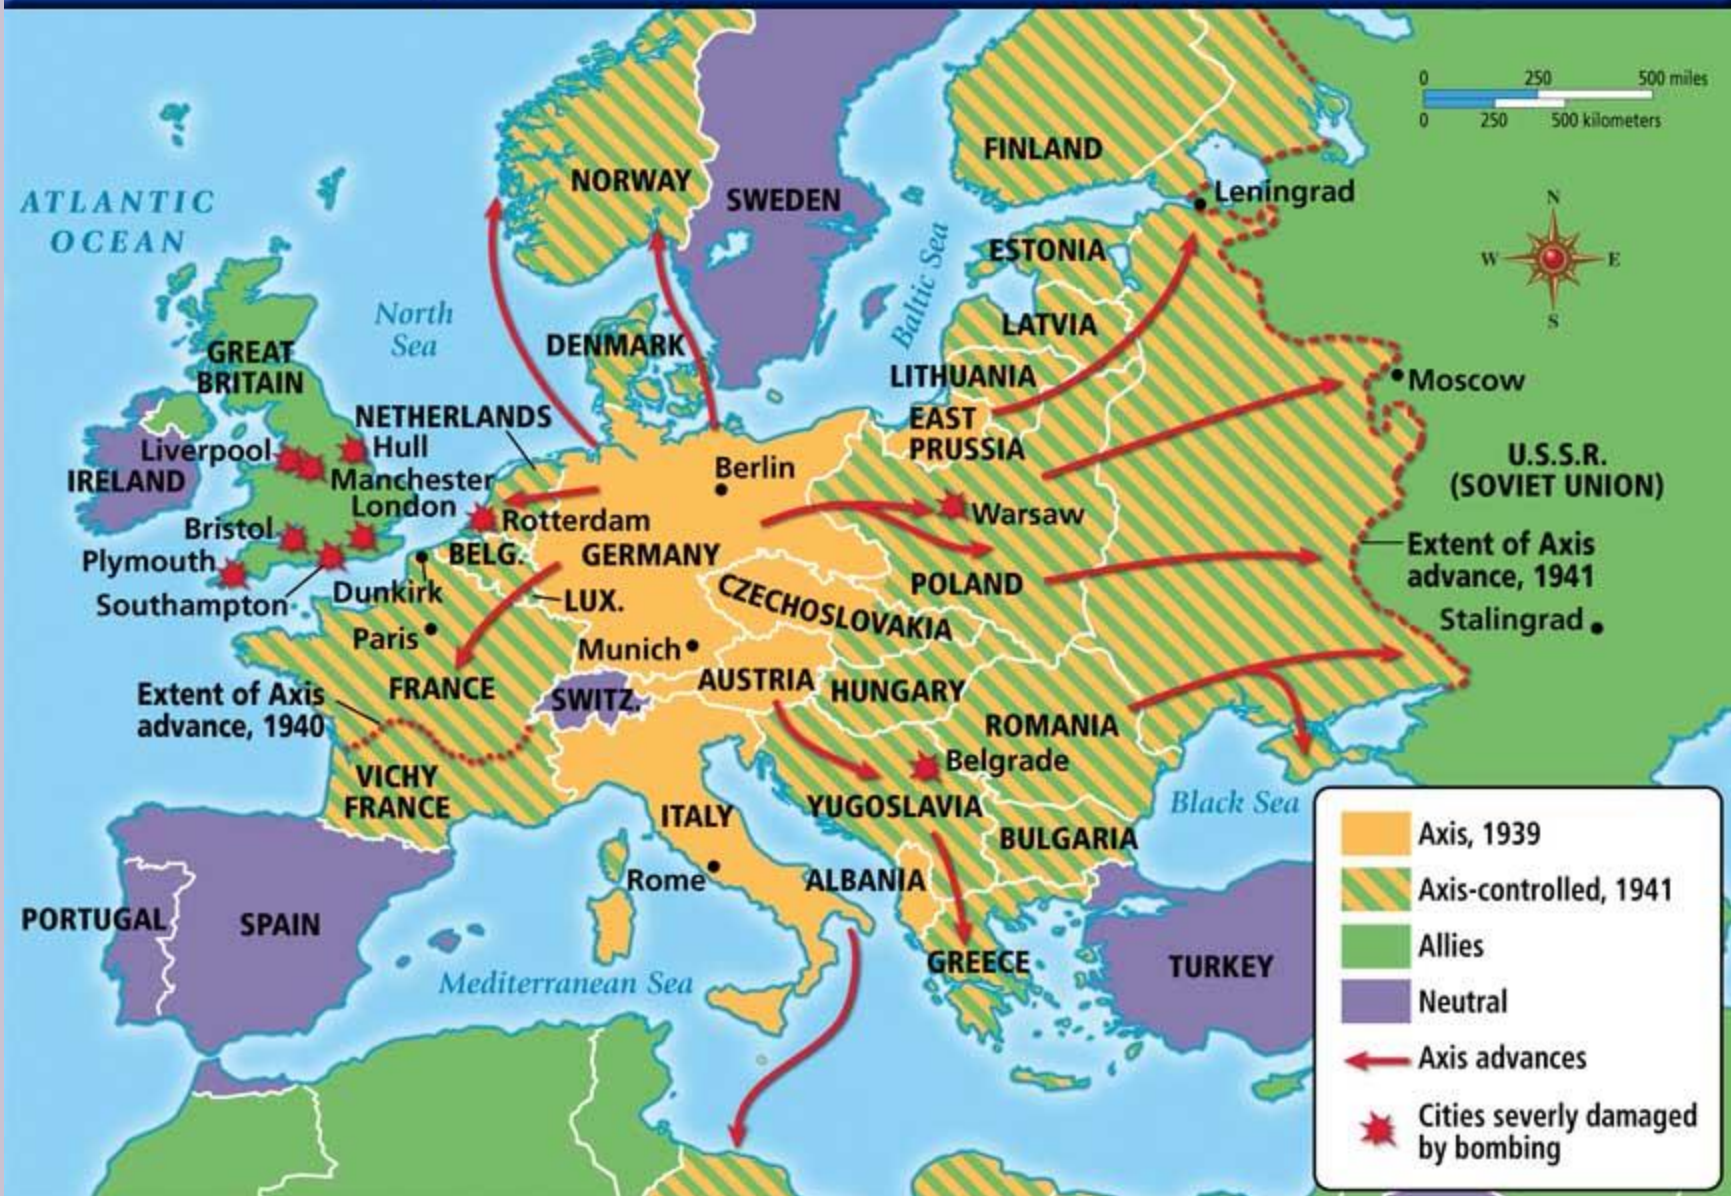 0 250 500 miles
0 250 500 kilometers
N
W E
S
ATLANTIC
OCEAN
North
Sea
Baltic Sea
NORWAY
SWEDEN
FINLAND
Leningrad
ESTONIA
LATVIA
LITHUANIA
EAST
PRUSSIA
DENMARK
GREAT
BRITAIN
NETHERLANDS
Liverpool
Hull
IRELAND
Manchester
London
Bristol
Plymouth
Southampton
Rotterdam
Berlin
Warsaw
Moscow
U.S.S.R.
(SOVIET UNION)
BELG.
GERMANY
Dunkirk
LUX.
Paris
Munich
CZECHOSLOVAKIA
POLAND
Extent of Axis
advance, 1941
Stalingrad
FRANCE
SWITZ.
AUSTRIA
HUNGARY
ROMANIA
Extent of Axis
advance, 1940
VICHY
FRANCE
ITALY
Belgrade
YUGOSLAVIA
BULGARIA
Black Sea
Rome
ALBANIA
PORTUGAL
SPAIN
GREECE
TURKEY
Mediterranean Sea
Axis, 1939
Axis-controlled, 1941
Allies
Neutral
Axis advances
Cities severly damaged
by bombing